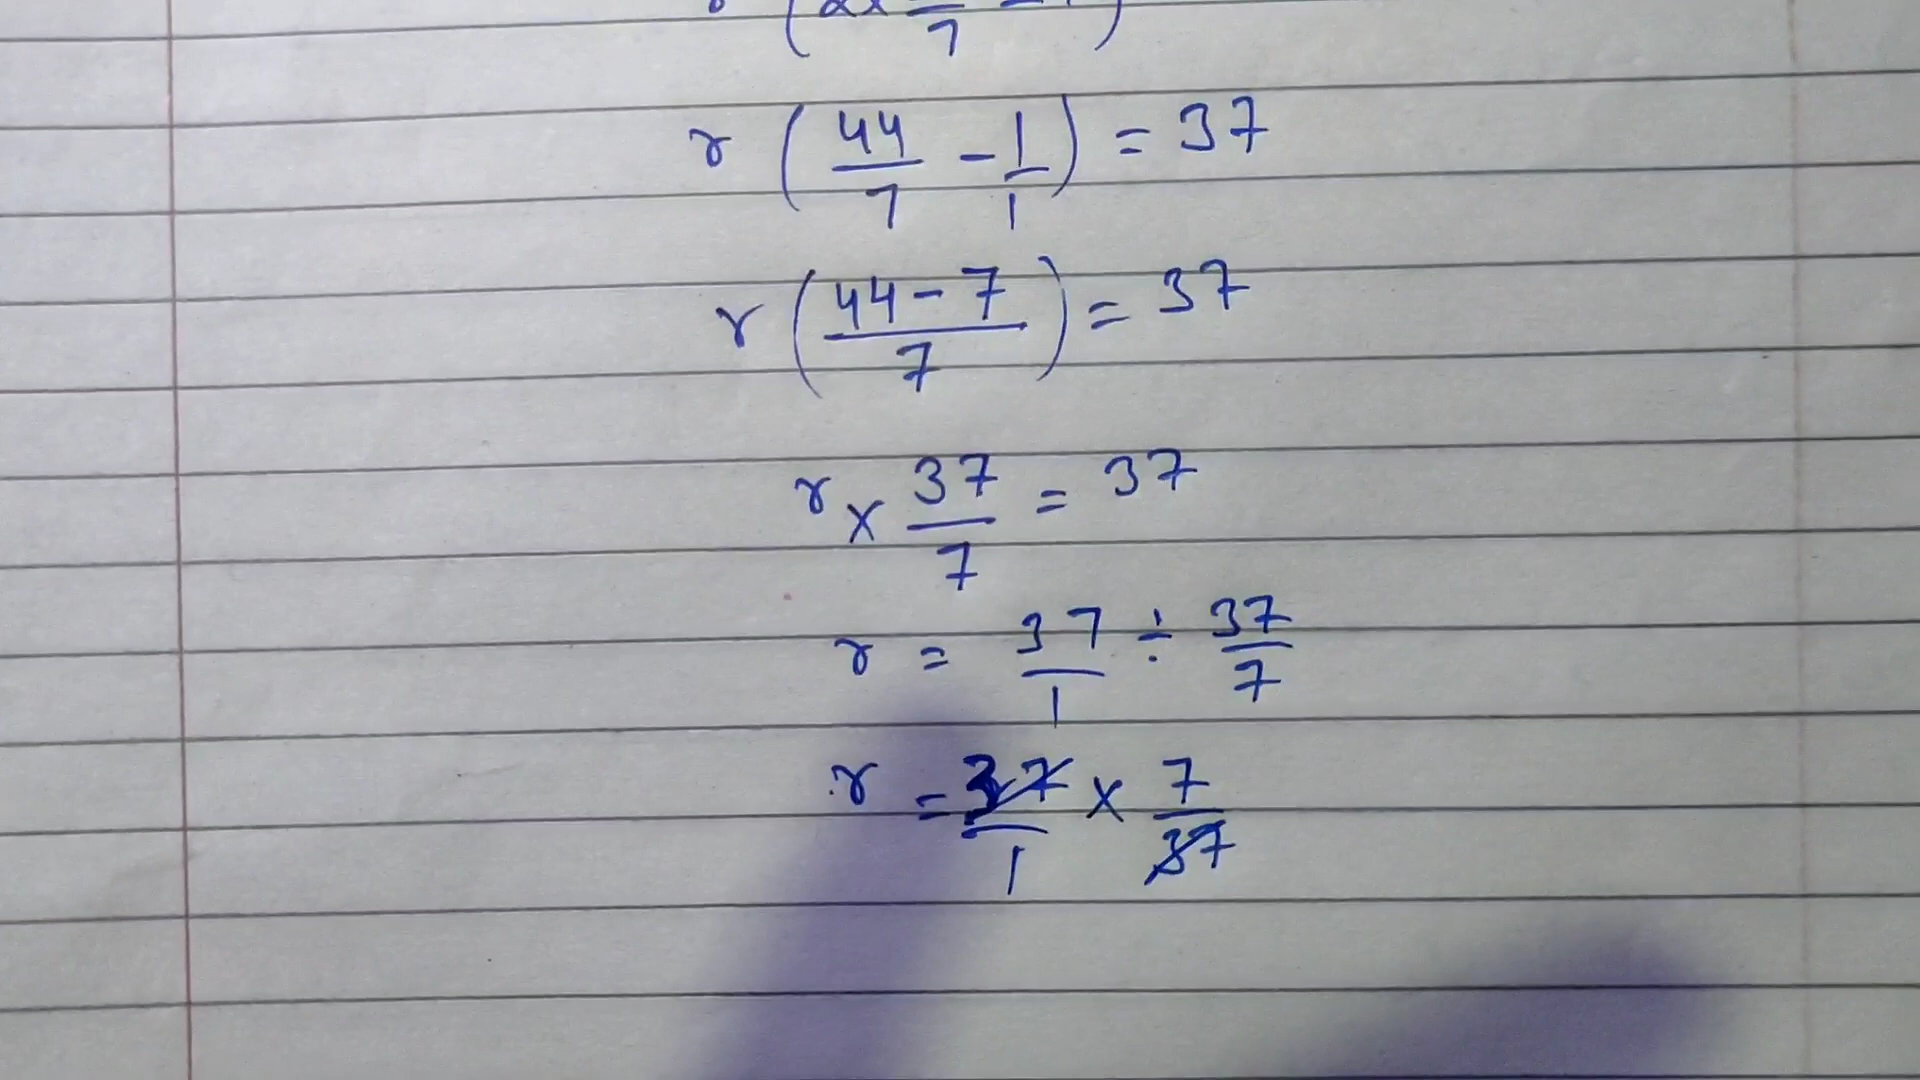 r (44/7 - 1/1) = 37
r (44 - 7/7) = 37
r × 37/7 = 37
r = 37/1 ÷ 37/7
r = 37/1 × 7/37